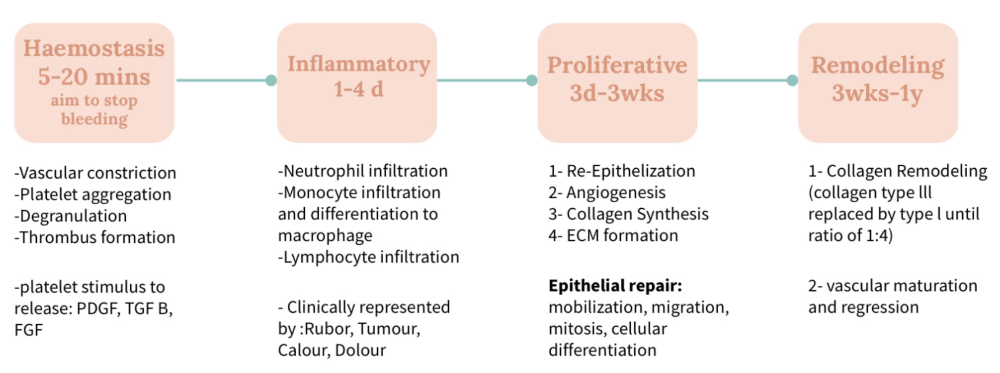 Haemostasis
5-20 mins
aim to stop
bleeding
-Vascular constriction
-Platelet aggregation
-Degranulation
-Thrombus formation
-platelet stimulus to
release: PDGF, TGF B,
FGF
Inflammatory
1-4 d
-Neutrophil infiltration
-Monocyte infiltration
and differentiation to
macrophage
-Lymphocyte infiltration
- Clinically represented
by :Rubor, Tumour,
Calour, Dolour
Proliferative
3d-3wks
1- Re-Epithelization
2- Angiogenesis
3- Collagen Synthesis
4- ECM formation
Epithelial repair:
mobilization, migration,
mitosis, cellular
differentiation
Remodeling
3wks-1y
1- Collagen Remodeling
(collagen type lll
replaced by type l until
ratio of 1:4)
2- vascular maturation
and regression